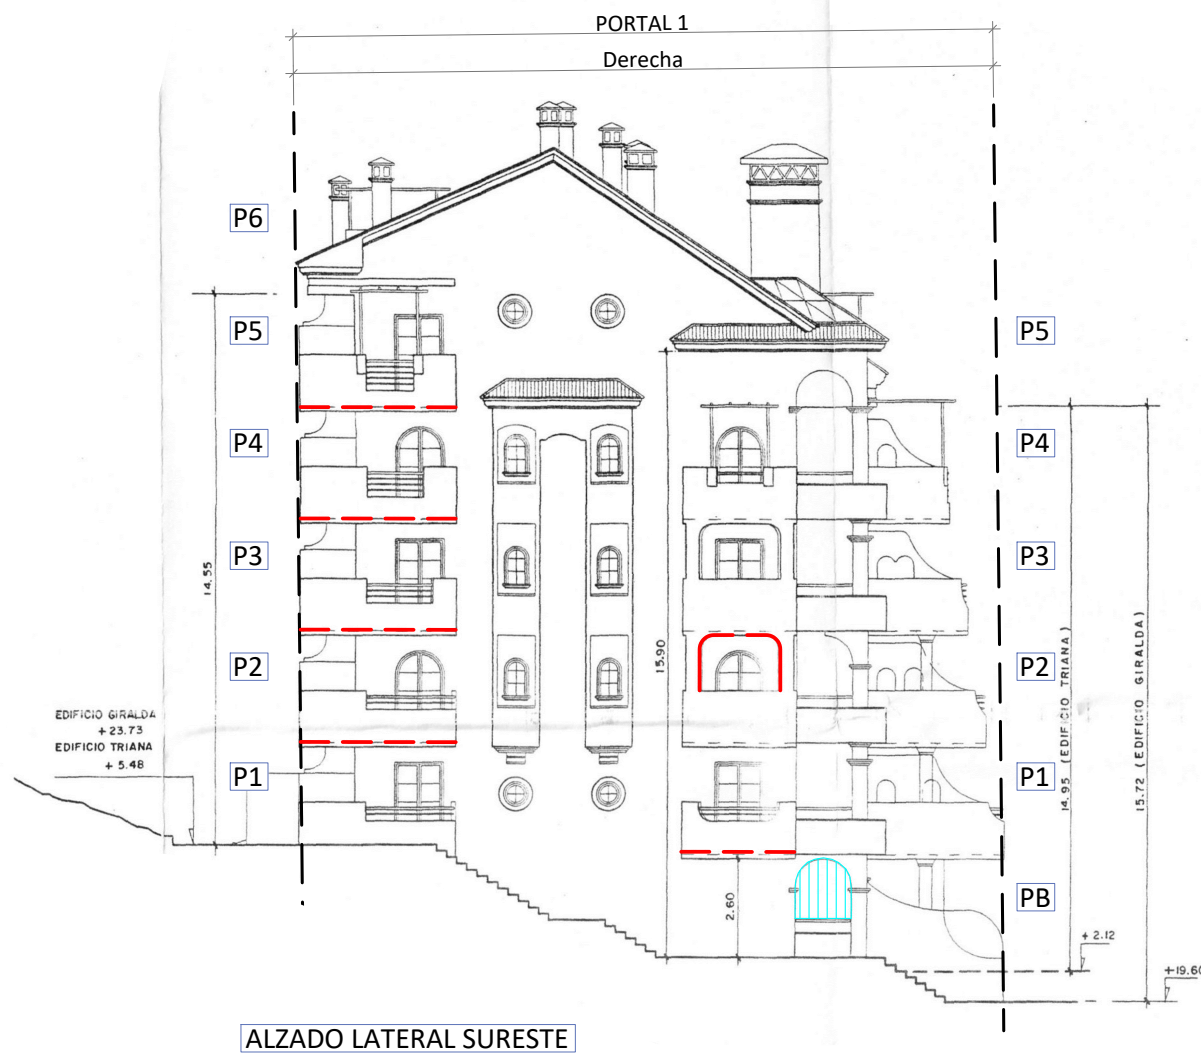 PORTAL 1
Derecha
P6
P5
P5
P4
P4
14.55
P3
P3
15.90
14.95 (EDIFICIO TRIANA)
15.72 (EDIFICIO GIRALDA)
P2
P2
EDIFICIO GIRALDA
+ 23.73
EDIFICIO TRIANA
+ 5.48
P1
P1
2.60
PB
+ 2.12
+19.60
ALZADO LATERAL SURESTE